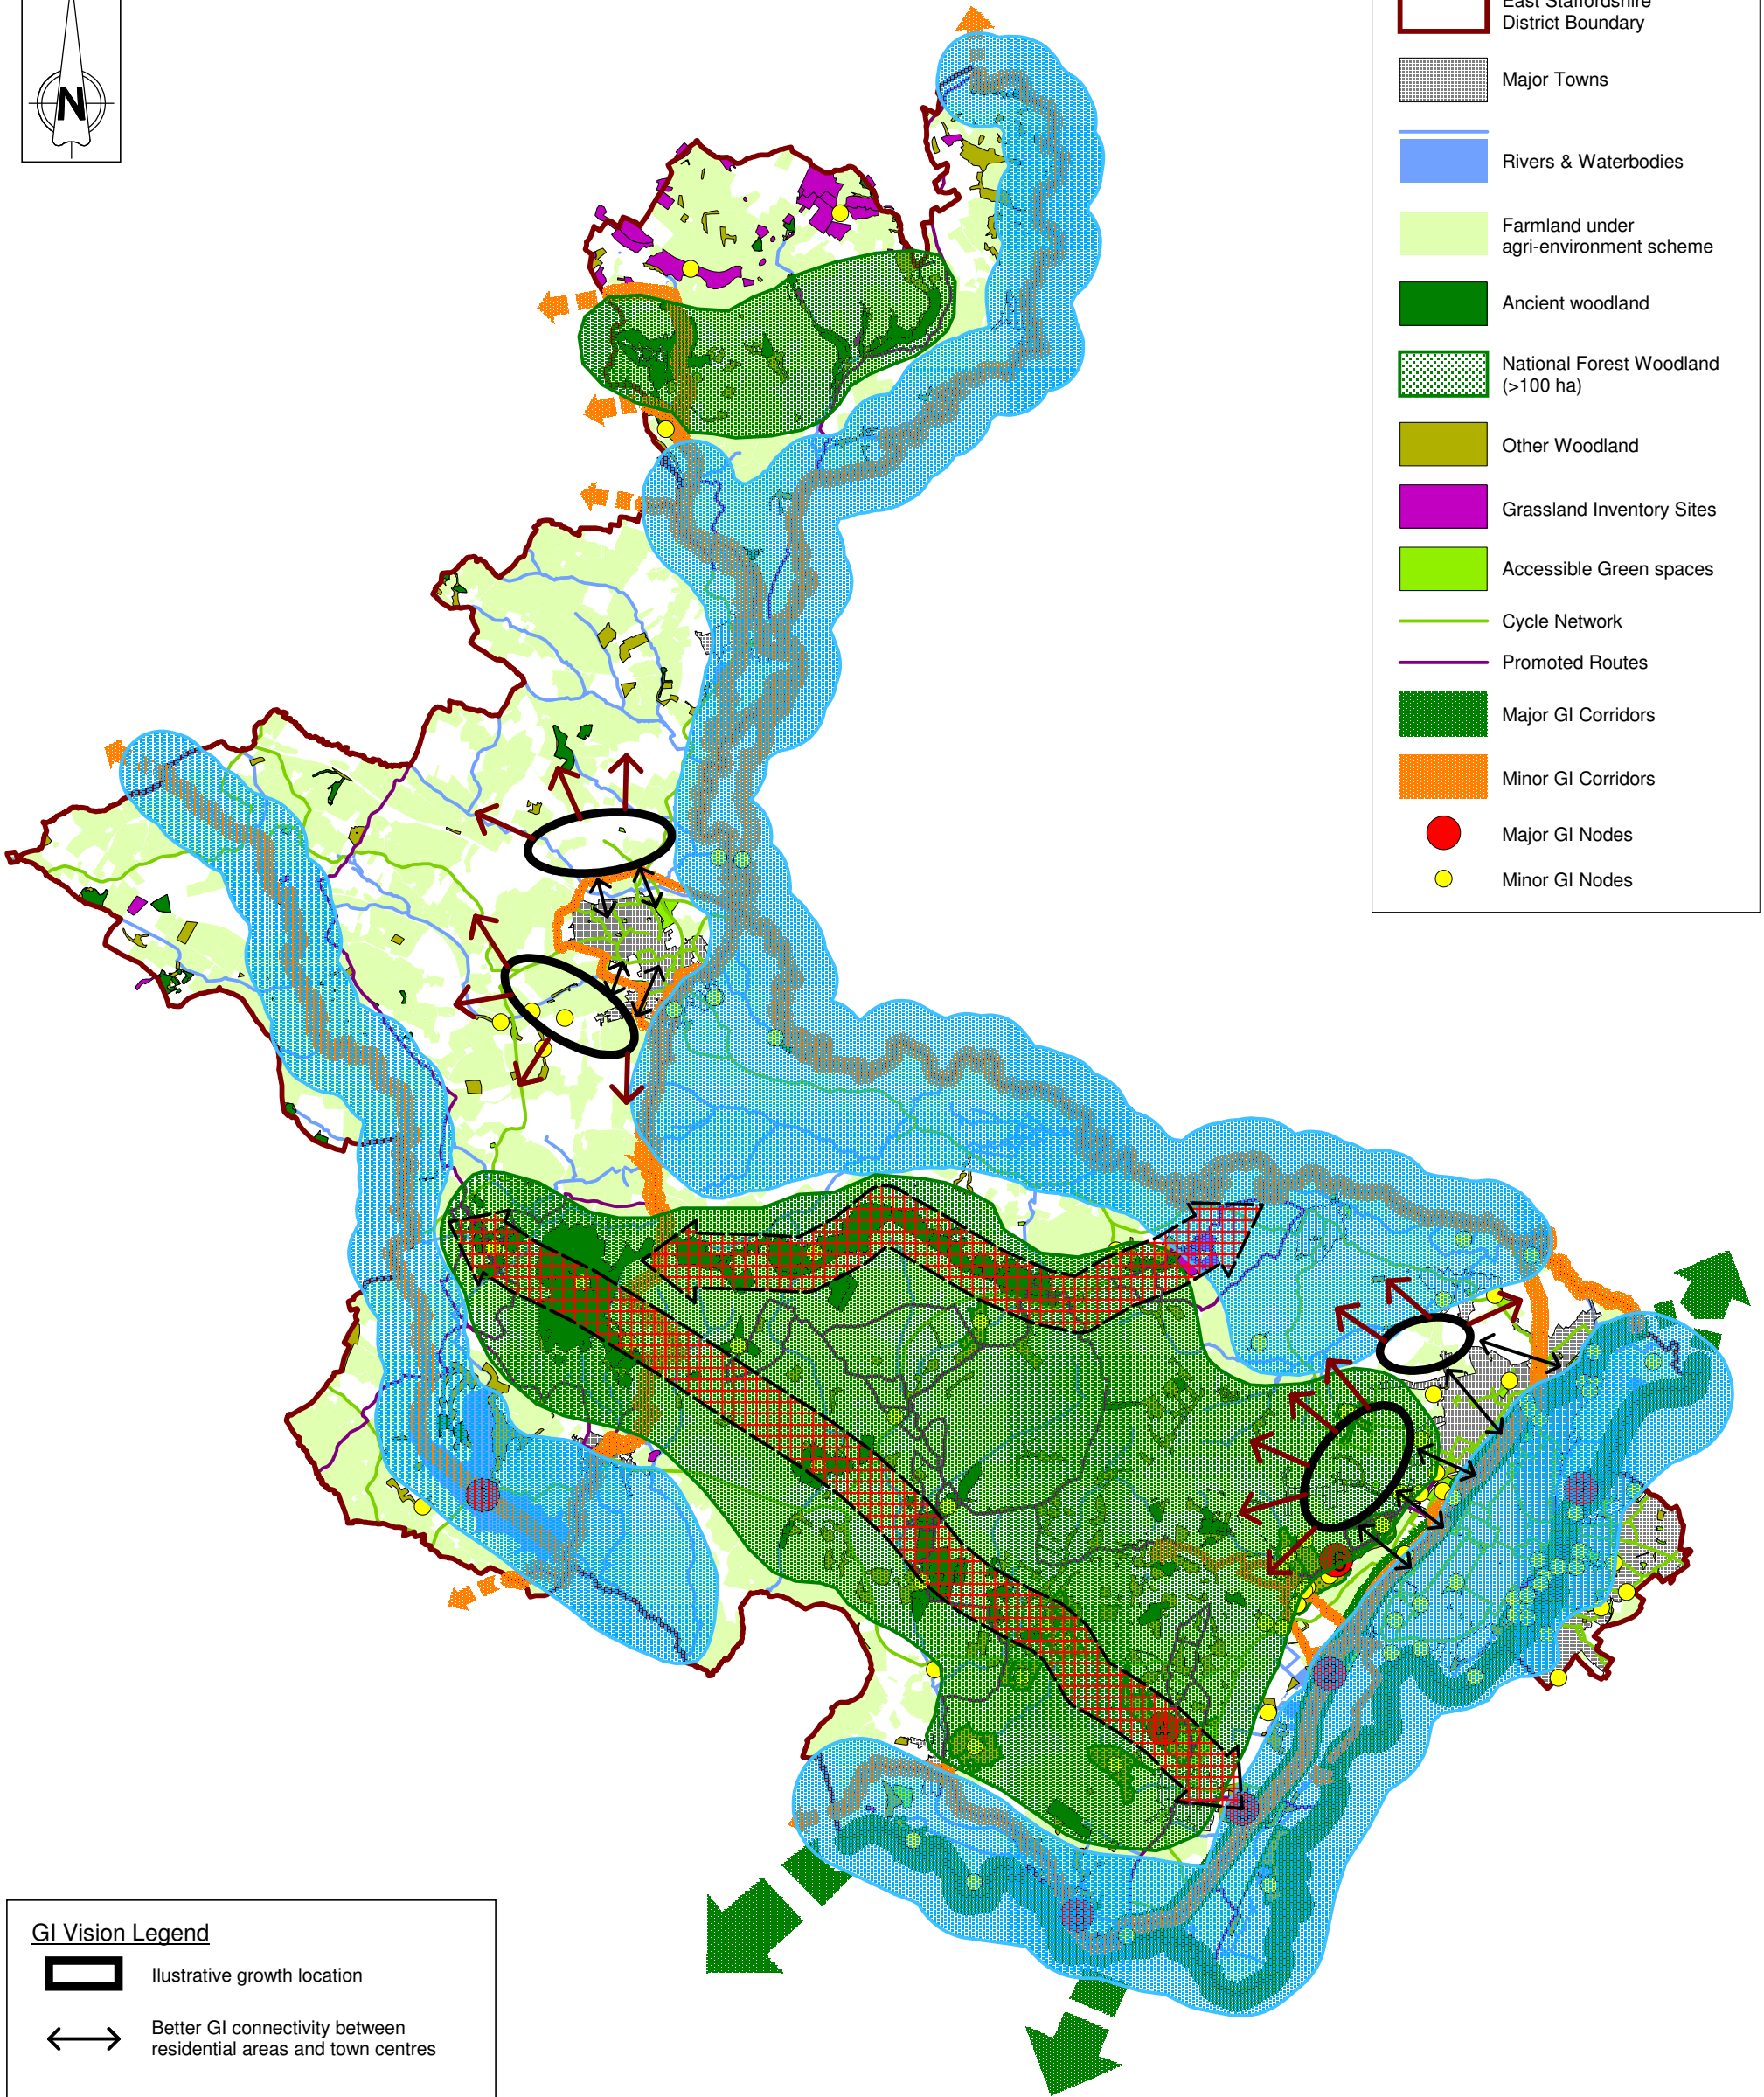 N
East Staffordshire
District Boundary
Major Towns
Rivers & Waterbodies
Farmland under
agri-environment scheme
Ancient woodland
National Forest Woodland
(>100 ha)
Other Woodland
Grassland Inventory Sites
Accessible Green spaces
Cycle Network
Promoted Routes
Major GI Corridors
Minor GI Corridors
Major GI Nodes
Minor GI Nodes
GI Vision Legend
Ilustrative growth location
Better GI connectivity between
residential areas and town centres